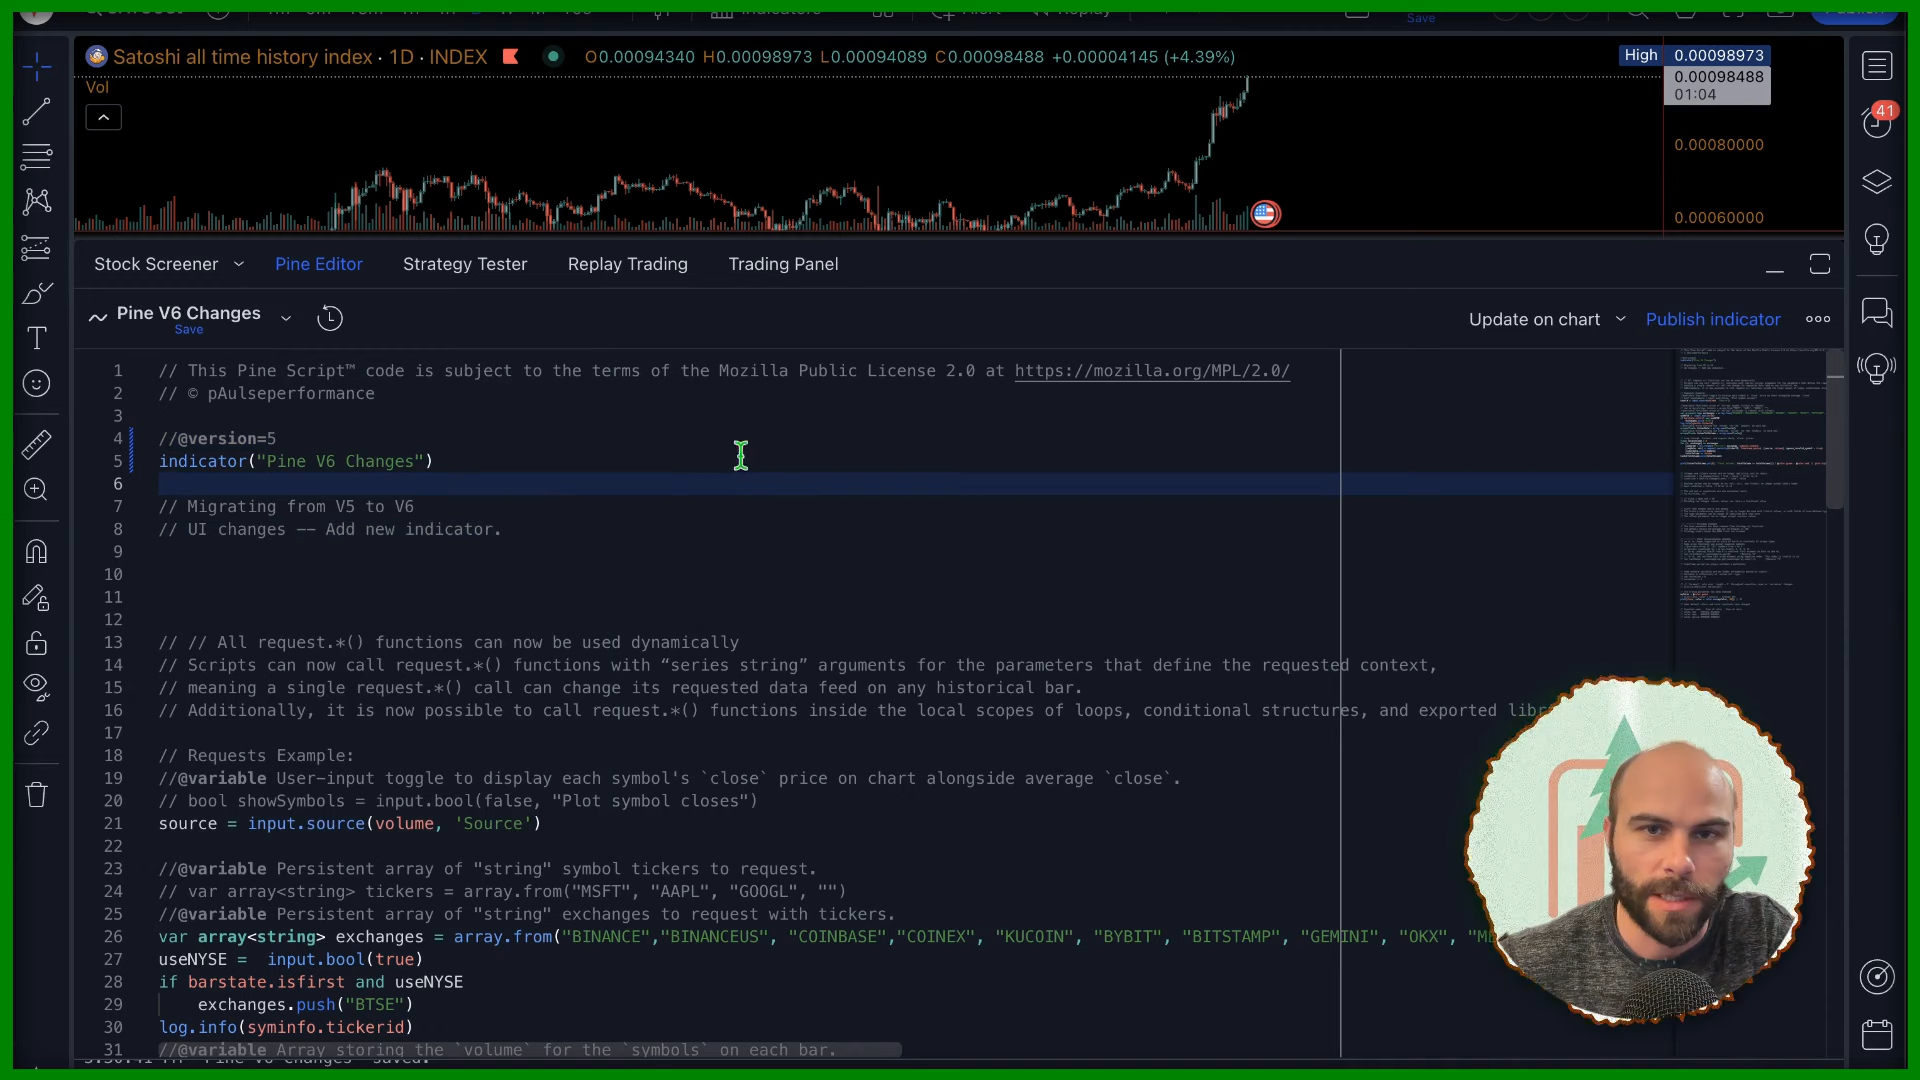 Save
Satoshi all time history index · 1D · INDEX
O0.00094340 H0.00098973 L0.00094089 C0.00098488 +0.00004145 (+4.39%)
Vol
High 0.00098973
0.00098488
01:04
0.00080000
0.00060000
41
Stock Screener
Pine Editor
Strategy Tester
Replay Trading
Trading Panel
Pine V6 Changes
Save
Update on chart
Publish indicator
1 // This Pine Script™ code is subject to the terms of the Mozilla Public License 2.0 at https://mozilla.org/MPL/2.0/
2 // © pAulseperformance
3
4 //@version=5
5 indicator("Pine V6 Changes")
6
7 // Migrating from V5 to V6
8 // UI changes –– Add new indicator.
9
10
11
12
13 // // All request.*() functions can now be used dynamically
14 // Scripts can now call request.*() functions with “series string” arguments for the parameters that define the requested context,
15 // meaning a single request.*() call can change its requested data feed on any historical bar.
16 // Additionally, it is now possible to call request.*() functions inside the local scopes of loops, conditional structures, and exported
17
18 // Requests Example:
19 //@variable User-input toggle to display each symbol's `close` price on chart alongside average `close`.
20 // bool showSymbols = input.bool(false, "Plot symbol closes")
21 source = input.source(volume, 'Source')
22
23 //@variable Persistent array of "string" symbol tickers to request.
24 // var array<string> tickers = array.from("MSFT", "AAPL", "GOOGL", "")
25 //@variable Persistent array of "string" exchanges to request with tickers.
26 var array<string> exchanges = array.from("BINANCE","BINANCEUS", "COINBASE","COINEX", "KUCOIN", "BYBIT", "BITSTAMP", "GEMINI", "OKX",
27 useNYSE = input.bool(true)
28 if barstate.isfirst and useNYSE
29 exchanges.push("BTSE")
30 log.info(syminfo.tickerid)
31 //@variable Array storing the `volume` for the `symbols` on each bar.